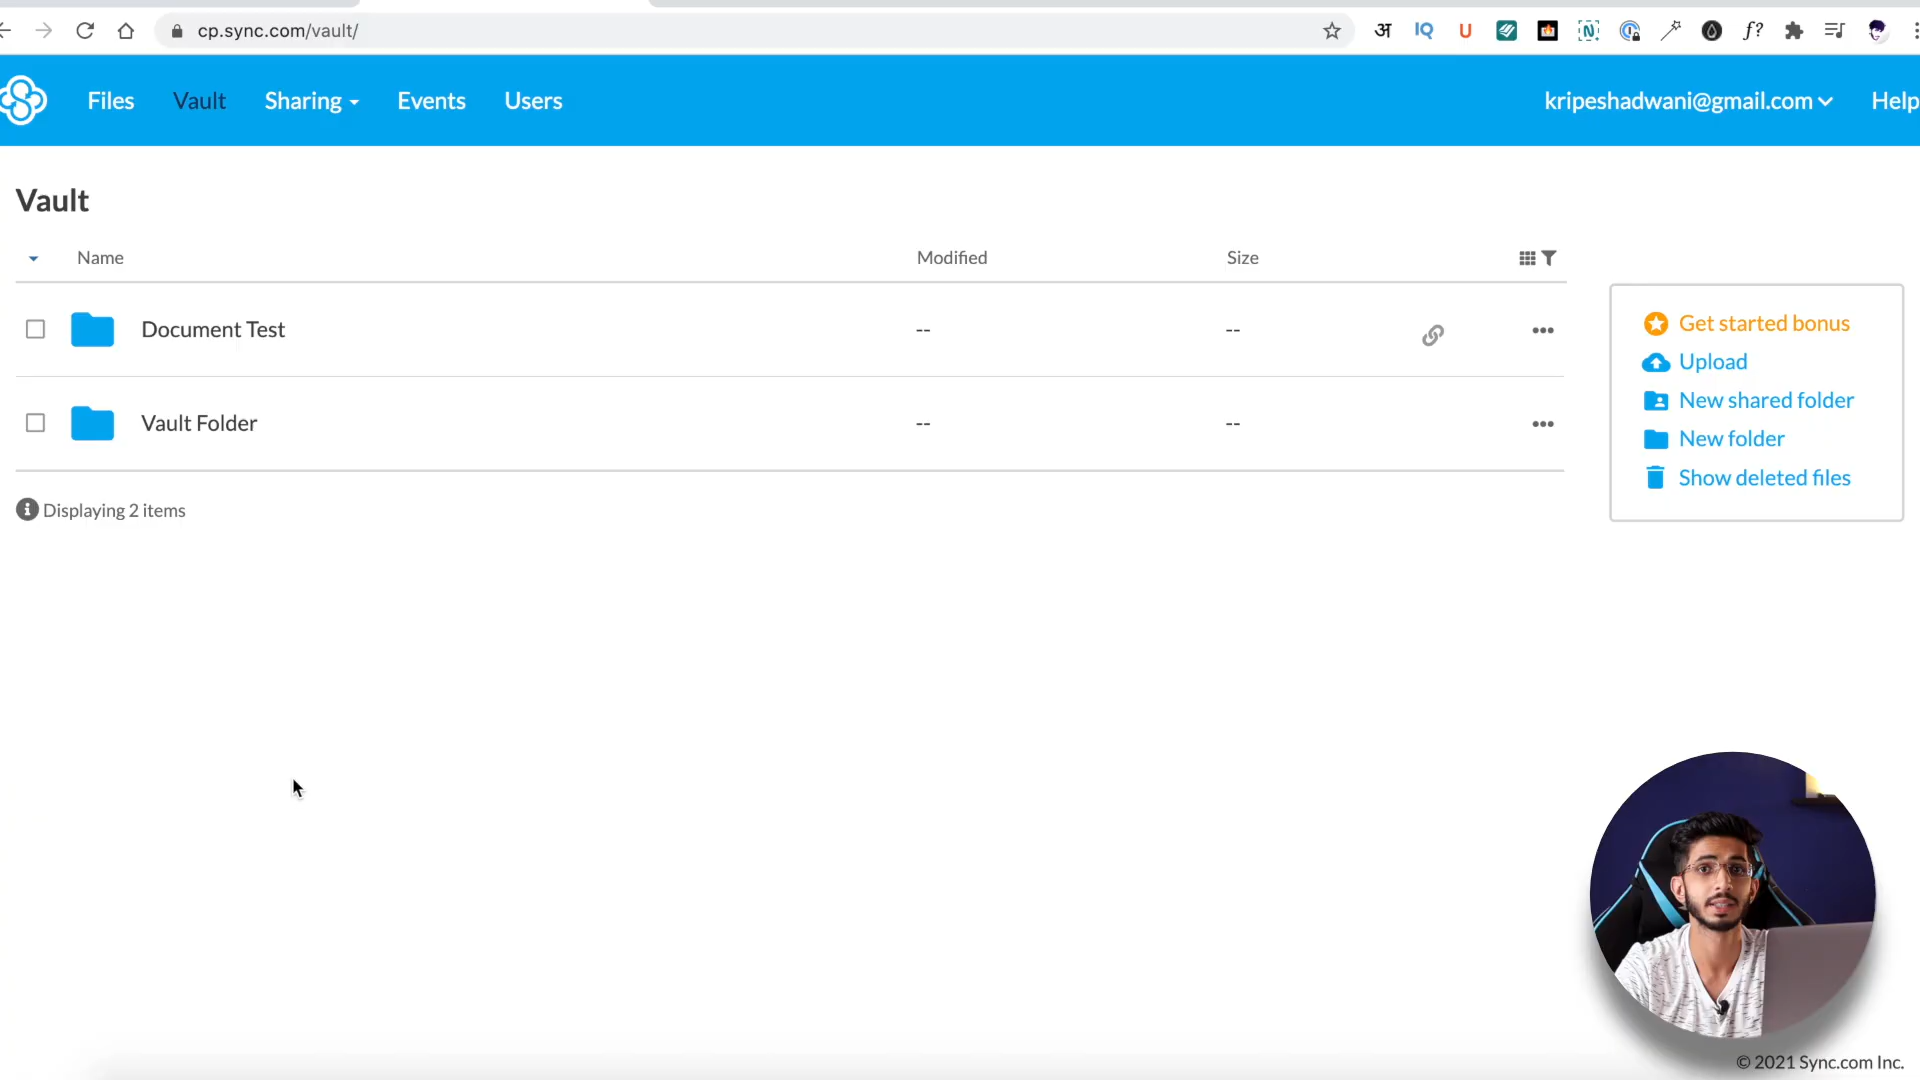 cp.sync.com/vault/
अ IQ U N f?
Files Vault Sharing Events Users kripeshadwani@gmail.com Help
Vault
Name Modified Size
Document Test -- --
Vault Folder -- --
Displaying 2 items
Get started bonus
Upload
New shared folder
New folder
Show deleted files
© 2021 Sync.com Inc.